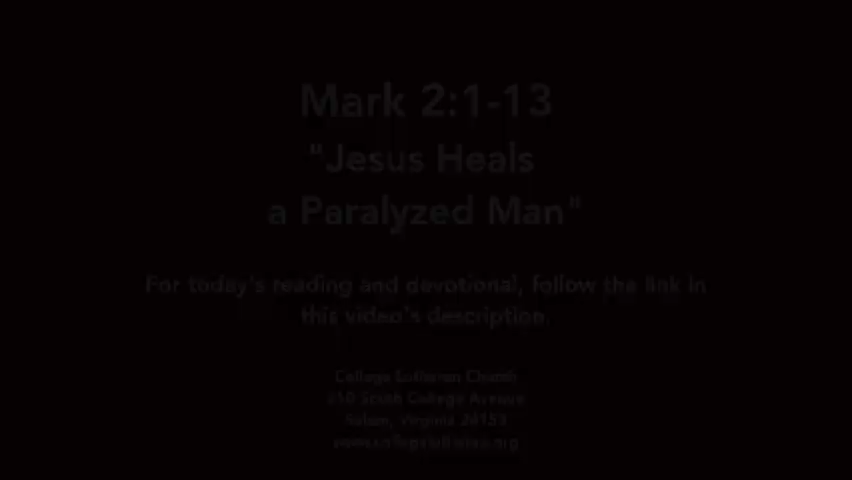 Mark 2:1-13
"Jesus Heals
a Paralyzed Man"
For today's reading and devotional, follow the link in
this video's description.
College Lutheran Church
South College Avenue
Salem, Virginia 24153